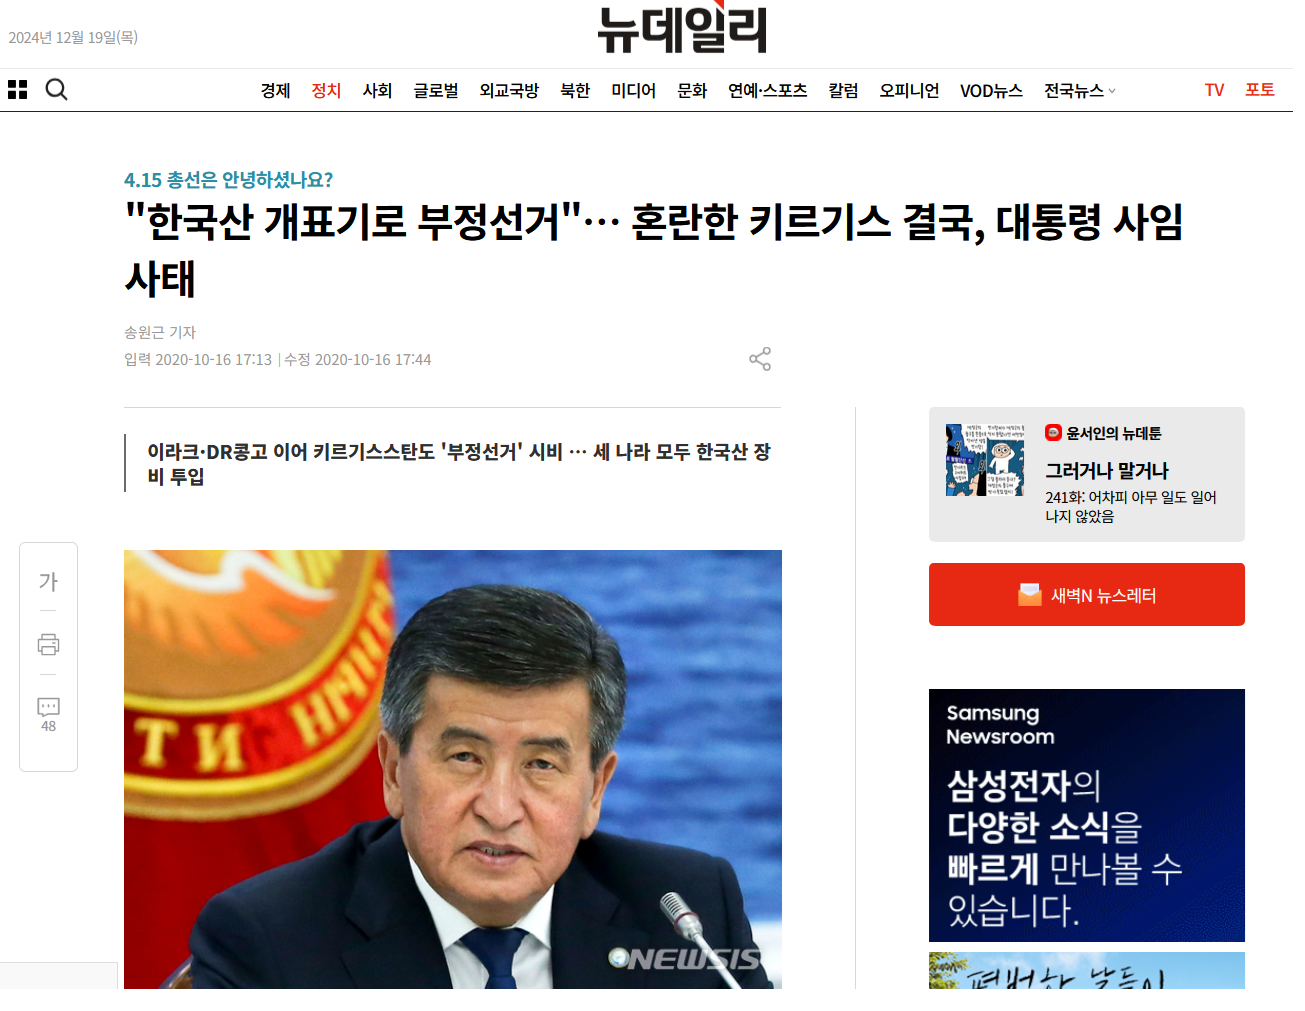 2024년 12월 19일(목)
뉴데일리
경제 정치 사회 글로벌 외교국방 북한 미디어 문화 연예·스포츠 칼럼 오피니언 VOD뉴스 전국뉴스 TV 포토
4.15 총선은 안녕하셨나요?
"한국산 개표기로 부정선거"… 혼란한 키르기스 결국, 대통령 사임
사태
송원근 기자
입력 2020-10-16 17:13 | 수정 2020-10-16 17:44
이라크·DR콩고 이어 키르기스스탄도 '부정선거' 시비 … 세 나라 모두 한국산 장
비 투입
가
48
ТИ
NEWSIS
윤서인의 뉴데툰
그러거나 말거나
241화: 어차피 아무 일도 일어
나지 않았음
새벽N 뉴스레터
Samsung
Newsroom
삼성전자의
다양한 소식을
빠르게 만나볼 수
있습니다.